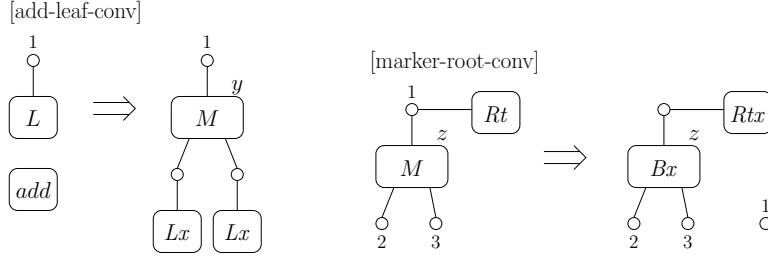 [add-leaf-conv]
1
L
add
1
y
M
Lx
Lx
[marker-root-conv]
1
Rt
z
M
2
3
Rtx
z
Bx
2
3
1